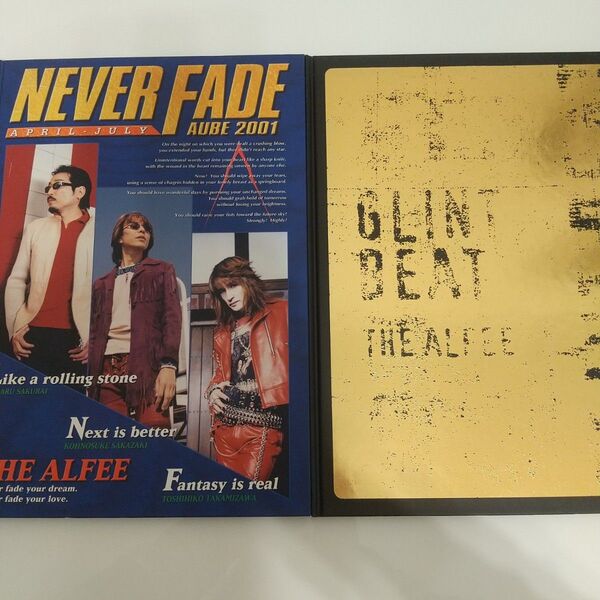 NEVER FADE
APRIL - JULY
AUBE 2001
On the night on which you were dealt a crushing blow,
you extended your hands, but they didn't reach any star.
Unintentional words cut into your heart like a sharp knife,
with the wound in the heart remaining unseen by anyone else.
Now! You should wipe away your tears,
using a sense of chagrin hidden in your lonely breast as a springboard.
You should have wonderful days by pursuing your unchanged dreams.
You should grab hold of tomorrow
without losing your brightness.
You should raise your fists toward the future sky!
Strongly! Highly!
ike a rolling stone
ARU SAKURAI
Next is better
KOHNOSUKE SAKAZAKI
HE ALFEE
r fade your dream.
r fade your love.
Fantasy is real
TOSHIHIKO TAKAMIZAWA
GLINT
BEAT
THE ALFEE